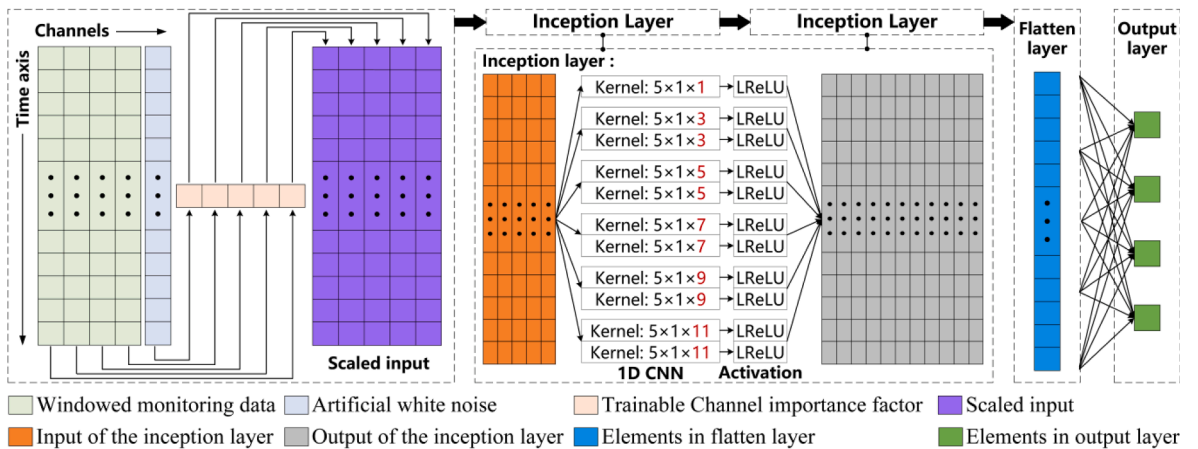 Channels
Time axis
Scaled input
Inception Layer
Inception Layer
Inception layer :
Kernel: 5×1×1 LReLU
Kernel: 5×1×3 LReLU
Kernel: 5×1×3 LReLU
Kernel: 5×1×5 LReLU
Kernel: 5×1×5 LReLU
Kernel: 5×1×7 LReLU
Kernel: 5×1×7 LReLU
Kernel: 5×1×9 LReLU
Kernel: 5×1×9 LReLU
Kernel: 5×1×11 LReLU
Kernel: 5×1×11 LReLU
1D CNN Activation
Flatten
layer
Output
layer
Windowed monitoring data
Artificial white noise
Trainable Channel importance factor
Scaled input
Input of the inception layer
Output of the inception layer
Elements in flatten layer
Elements in output layer